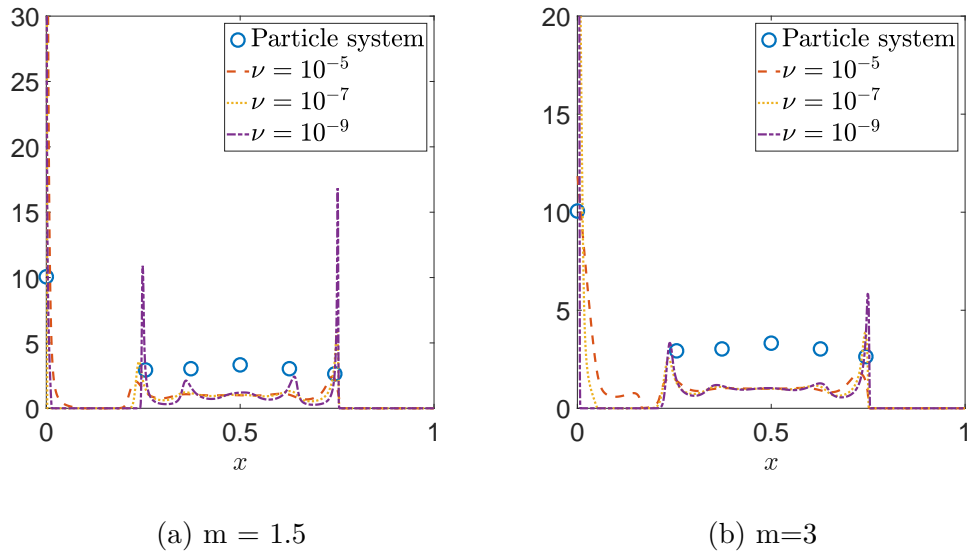 30
25
20
15
10
5
0
0
0.5
1
x
Particle system
ν = 10⁻⁵
ν = 10⁻⁷
ν = 10⁻⁹
(a) m = 1.5
20
15
10
5
0
0
0.5
1
x
Particle system
ν = 10⁻⁵
ν = 10⁻⁷
ν = 10⁻⁹
(b) m=3